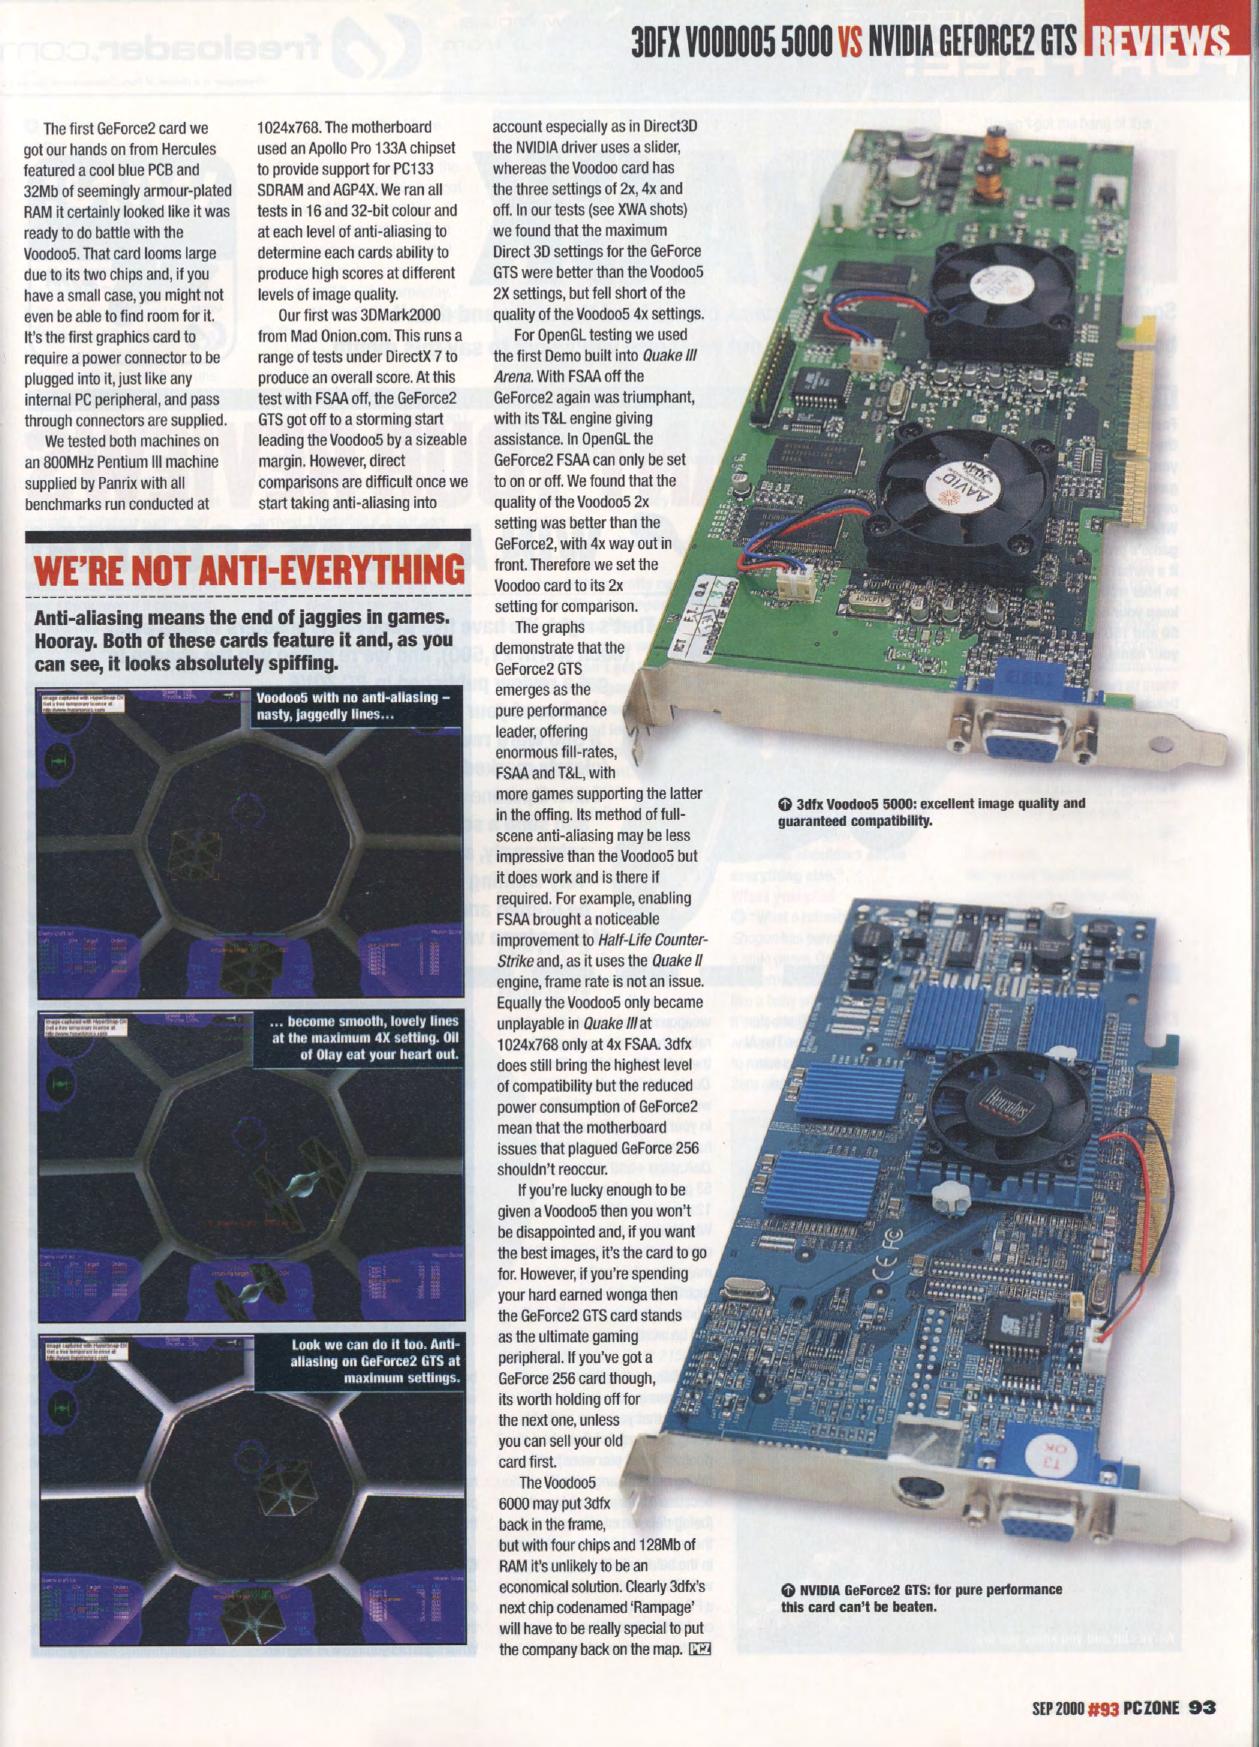 3DFX VOODOO5 5000 VS NVIDIA GEFORCE2 GTS REVIEWS
The first GeForce2 card we
got our hands on from Hercules
featured a cool blue PCB and
32Mb of seemingly armour-plated
RAM it certainly looked like it was
ready to do battle with the
Voodoo5. That card looms large
due to its two chips and, if you
have a small case, you might not
even be able to find room for it.
It's the first graphics card to
require a power connector to be
plugged into it, just like any
internal PC peripheral, and pass
through connectors are supplied.
We tested both machines on
an 800MHz Pentium III machine
supplied by Panrix with all
benchmarks run conducted at
1024x768. The motherboard
used an Apollo Pro 133A chipset
to provide support for PC133
SDRAM and AGP4X. We ran all
tests in 16 and 32-bit colour and
at each level of anti-aliasing to
determine each cards ability to
produce high scores at different
levels of image quality.
Our first was 3DMark2000
from Mad Onion.com. This runs a
range of tests under DirectX 7 to
produce an overall score. At this
test with FSAA off, the GeForce2
GTS got off to a storming start
leading the Voodoo5 by a sizeable
margin. However, direct
comparisons are difficult once we
start taking anti-aliasing into
account especially as in Direct3D
the NVIDIA driver uses a slider,
whereas the Voodoo card has
the three settings of 2x, 4x and
off. In our tests (see XWA shots)
we found that the maximum
Direct 3D settings for the GeForce
GTS were better than the Voodoo5
2X settings, but fell short of the
quality of the Voodoo5 4x settings.
For OpenGL testing we used
the first Demo built into Quake III
Arena. With FSAA off the
GeForce2 again was triumphant,
with its T&L engine giving
assistance. In OpenGL the
GeForce2 FSAA can only be set
to on or off. We found that the
quality of the Voodoo5 2x
setting was better than the
GeForce2, with 4x way out in
front. Therefore we set the
Voodoo card to its 2x
setting for comparison.
The graphs
demonstrate that the
GeForce2 GTS
emerges as the
pure performance
leader, offering
enormous fill-rates,
FSAA and T&L, with
more games supporting the latter
in the offing. Its method of full-
scene anti-aliasing may be less
impressive than the Voodoo5 but
it does work and is there if
required. For example, enabling
FSAA brought a noticeable
improvement to Half-Life Counter-
Strike and, as it uses the Quake II
engine, frame rate is not an issue.
Equally the Voodoo5 only became
unplayable in Quake III at
1024x768 only at 4x FSAA. 3dfx
does still bring the highest level
of compatibility but the reduced
power consumption of GeForce2
mean that the motherboard
issues that plagued GeForce 256
shouldn't reoccur.
If you're lucky enough to be
given a Voodoo5 then you won't
be disappointed and, if you want
the best images, it's the card to go
for. However, if you're spending
your hard earned wonga then
the GeForce2 GTS card stands
as the ultimate gaming
peripheral. If you've got a
GeForce 256 card though,
its worth holding off for
the next one, unless
you can sell your old
card first.
The Voodoo5
6000 may put 3dfx
back in the frame,
but with four chips and 128Mb of
RAM it's unlikely to be an
economical solution. Clearly 3dfx's
next chip codenamed 'Rampage'
will have to be really special to put
the company back on the map. PCZ
WE'RE NOT ANTI-EVERYTHING
Anti-aliasing means the end of jaggies in games.
Hooray. Both of these cards feature it and, as you
can see, it looks absolutely spiffing.
Voodoo5 with no anti-aliasing –
nasty, jaggedly lines...
... become smooth, lovely lines
at the maximum 4X setting. Oil
of Olay eat your heart out.
Look we can do it too. Anti-
aliasing on GeForce2 GTS at
maximum settings.
AAVID
3dfx Voodoo5 5000: excellent image quality and
guaranteed compatibility.
Hercules
CE FC
T3
OK
NVIDIA GeForce2 GTS: for pure performance
this card can't be beaten.
SEP 2000 #93 PC ZONE 93